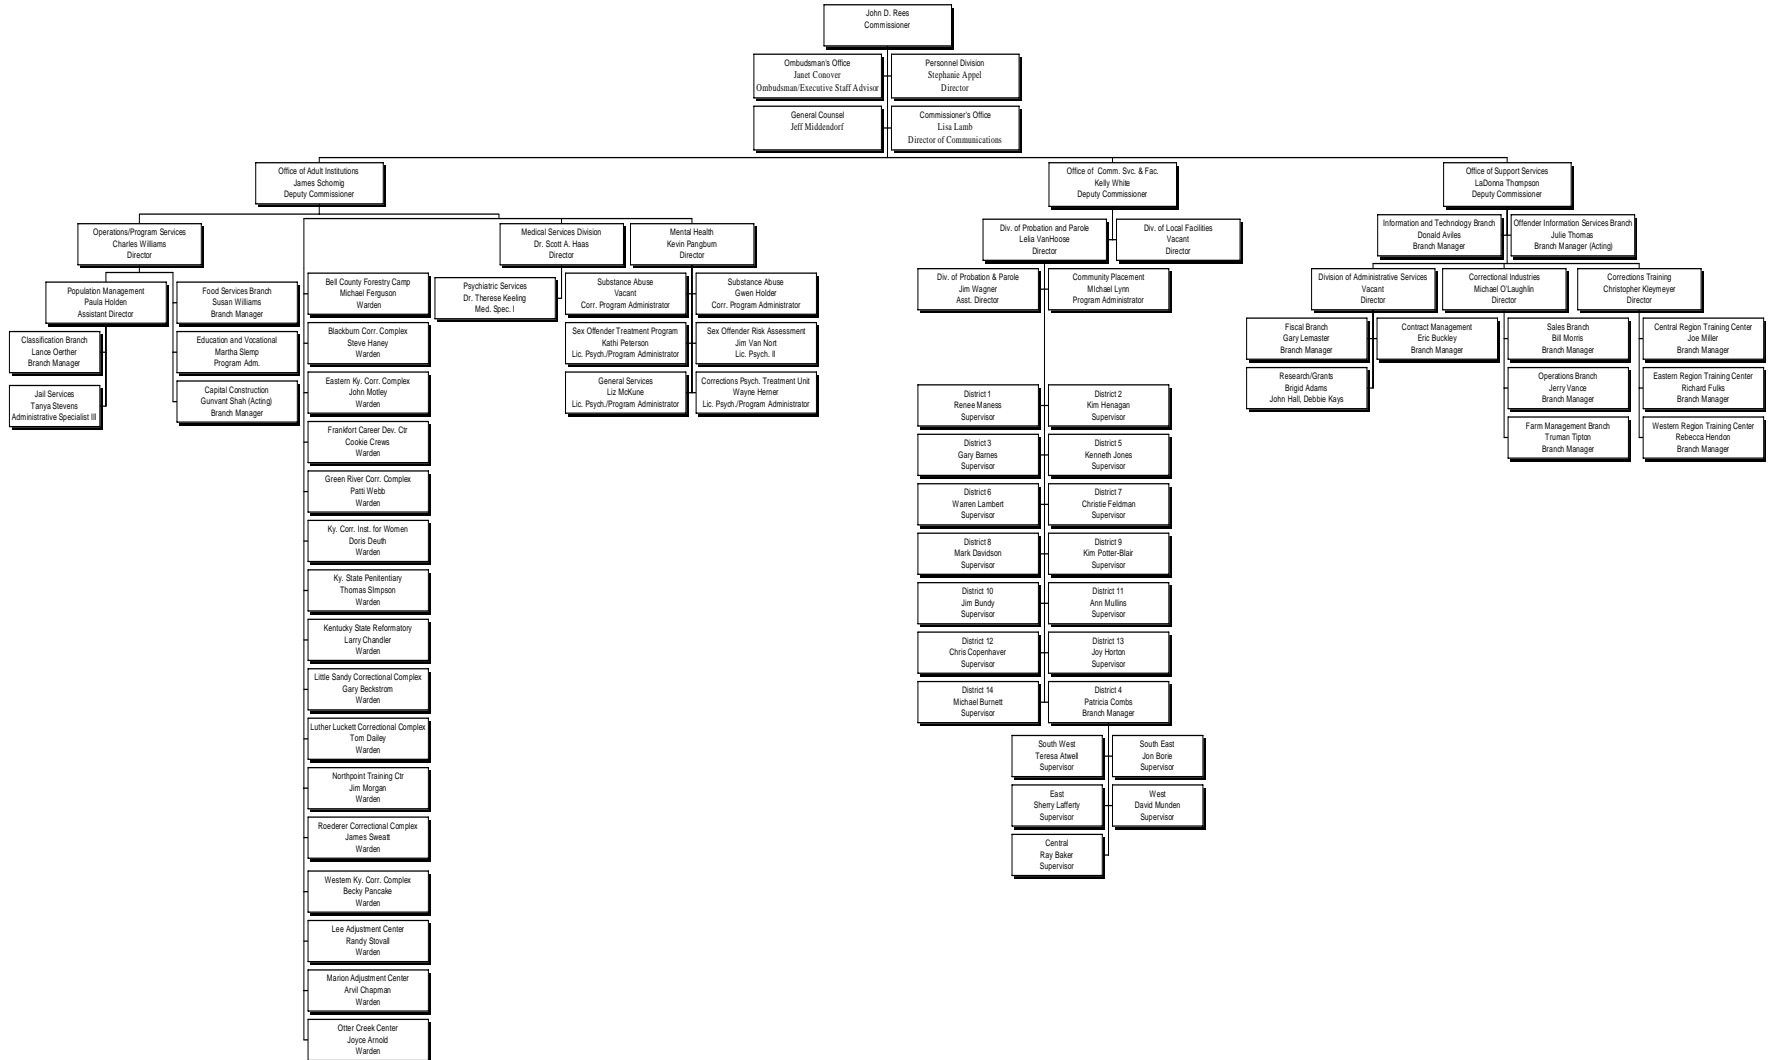 John D. Rees
Commissioner
Ombudsman's Office
Janet Conover
Ombudsman/Executive Staff Advisor
Personnel Division
Stephanie Appel
Director
General Counsel
Jeff Middendorf
Commissioner's Office
Lisa Lamb
Director of Communications
Office of Adult Institutions
James Schomig
Deputy Commissioner
Operations/Program Services
Charles Williams
Director
Population Management
Paula Holden
Assistant Director
Classification Branch
Lance Oerther
Branch Manager
Jail Services
Tanya Stevens
Administrative Specialist III
Food Services Branch
Susan Williams
Branch Manager
Education and Vocational
Martha Slemp
Program Adm.
Capital Construction
Gunvant Shah (Acting)
Branch Manager
Bell County Forestry Camp
Michael Ferguson
Warden
Blackburn Corr. Complex
Steve Haney
Warden
Eastern Ky. Corr. Complex
John Motley
Warden
Frankfort Career Dev. Ctr
Cookie Crews
Warden
Green River Corr. Complex
Patti Webb
Warden
Ky. Corr. Inst. for Women
Doris Deuth
Warden
Ky. State Penitentiary
Thomas SImpson
Warden
Kentucky State Reformatory
Larry Chandler
Warden
Little Sandy Correctional Complex
Gary Beckstrom
Warden
Luther Luckett Correctional Complex
Tom Dailey
Warden
Northpoint Training Ctr
Jim Morgan
Warden
Roederer Correctional Complex
James Sweatt
Warden
Western Ky. Corr. Complex
Becky Pancake
Warden
Lee Adjustment Center
Randy Stovall
Warden
Marion Adjustment Center
Arvil Chapman
Warden
Otter Creek Center
Joyce Arnold
Warden
Medical Services Division
Dr. Scott A. Haas
Director
Psychiatric Services
Dr. Therese Keeling
Med. Spec. I
Mental Health
Kevin Pangburn
Director
Substance Abuse
Vacant
Corr. Program Administrator
Substance Abuse
Gwen Holder
Corr. Program Administrator
Sex Offender Treatment Program
Kathi Peterson
Lic. Psych./Program Administrator
Sex Offender Risk Assessment
Jim Van Nort
Lic. Psych. II
General Services
Liz McKune
Lic. Psych./Program Administrator
Corrections Psych. Treatment Unit
Wayne Herner
Lic. Psych./Program Administrator
Office of Comm. Svc. & Fac.
Kelly White
Deputy Commissioner
Div. of Probation and Parole
Lelia VanHoose
Director
Div. of Local Facilities
Vacant
Director
Div. of Probation & Parole
Jim Wagner
Asst. Director
Community Placement
MIchael Lynn
Program Administrator
District 1
Renee Maness
Supervisor
District 2
Kim Henagan
Supervisor
District 3
Gary Barnes
Supervisor
District 5
Kenneth Jones
Supervisor
District 6
Warren Lambert
Supervisor
District 7
Christie Feldman
Supervisor
District 8
Mark Davidson
Supervisor
District 9
Kim Potter-Blair
Supervisor
District 10
Jim Bundy
Supervisor
District 11
Ann Mullins
Supervisor
District 12
Chris Copenhaver
Supervisor
District 13
Joy Horton
Supervisor
District 14
Michael Burnett
Supervisor
District 4
Patricia Combs
Branch Manager
South West
Teresa Atwell
Supervisor
South East
Jon Borie
Supervisor
East
Sherry Lafferty
Supervisor
West
David Munden
Supervisor
Central
Ray Baker
Supervisor
Office of Support Services
LaDonna Thompson
Deputy Commissioner
Information and Technology Branch
Donald Aviles
Branch Manager
Offender Information Services Branch
Julie Thomas
Branch Manager (Acting)
Division of Administrative Services
Vacant
Director
Fiscal Branch
Gary Lemaster
Branch Manager
Contract Management
Eric Buckley
Branch Manager
Research/Grants
Brigid Adams
John Hall, Debbie Kays
Correctional Industries
Michael O'Laughlin
Director
Sales Branch
Bill Morris
Branch Manager
Operations Branch
Jerry Vance
Branch Manager
Farm Management Branch
Truman Tipton
Branch Manager
Corrections Training
Christopher Kleymeyer
Director
Central Region Training Center
Joe Miller
Branch Manager
Eastern Region Training Center
Richard Fulks
Branch Manager
Western Region Training Center
Rebecca Hendon
Branch Manager